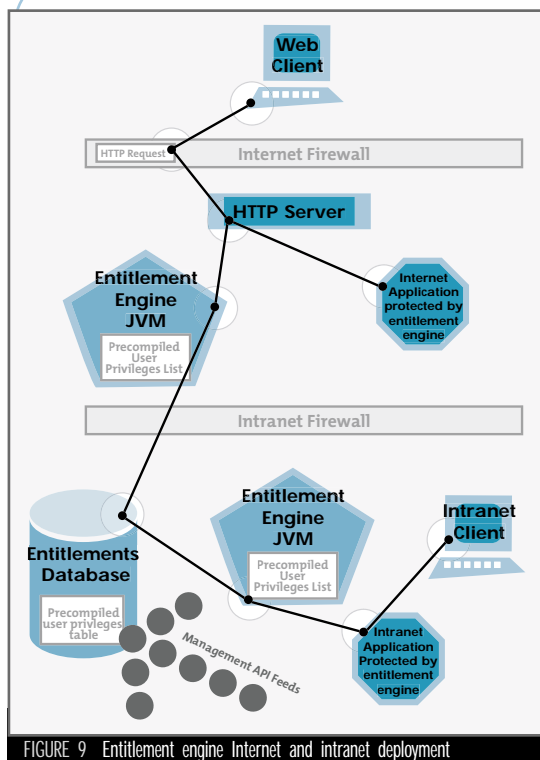 Web
Client
HTTP Request
Internet Firewall
HTTP Server
Entitlement
Engine
JVM
Precompiled
User
Privileges List
Internet
Application
protected by
entitlement
engine
Intranet Firewall
Entitlements
Database
Precompiled
user privileges
table
Entitlement
Engine
JVM
Precompiled
User
Privileges List
Intranet
Client
Management API Feeds
Intranet
Application
Protected by
entitlement
engine
FIGURE 9 Entitlement engine Internet and intranet deployment